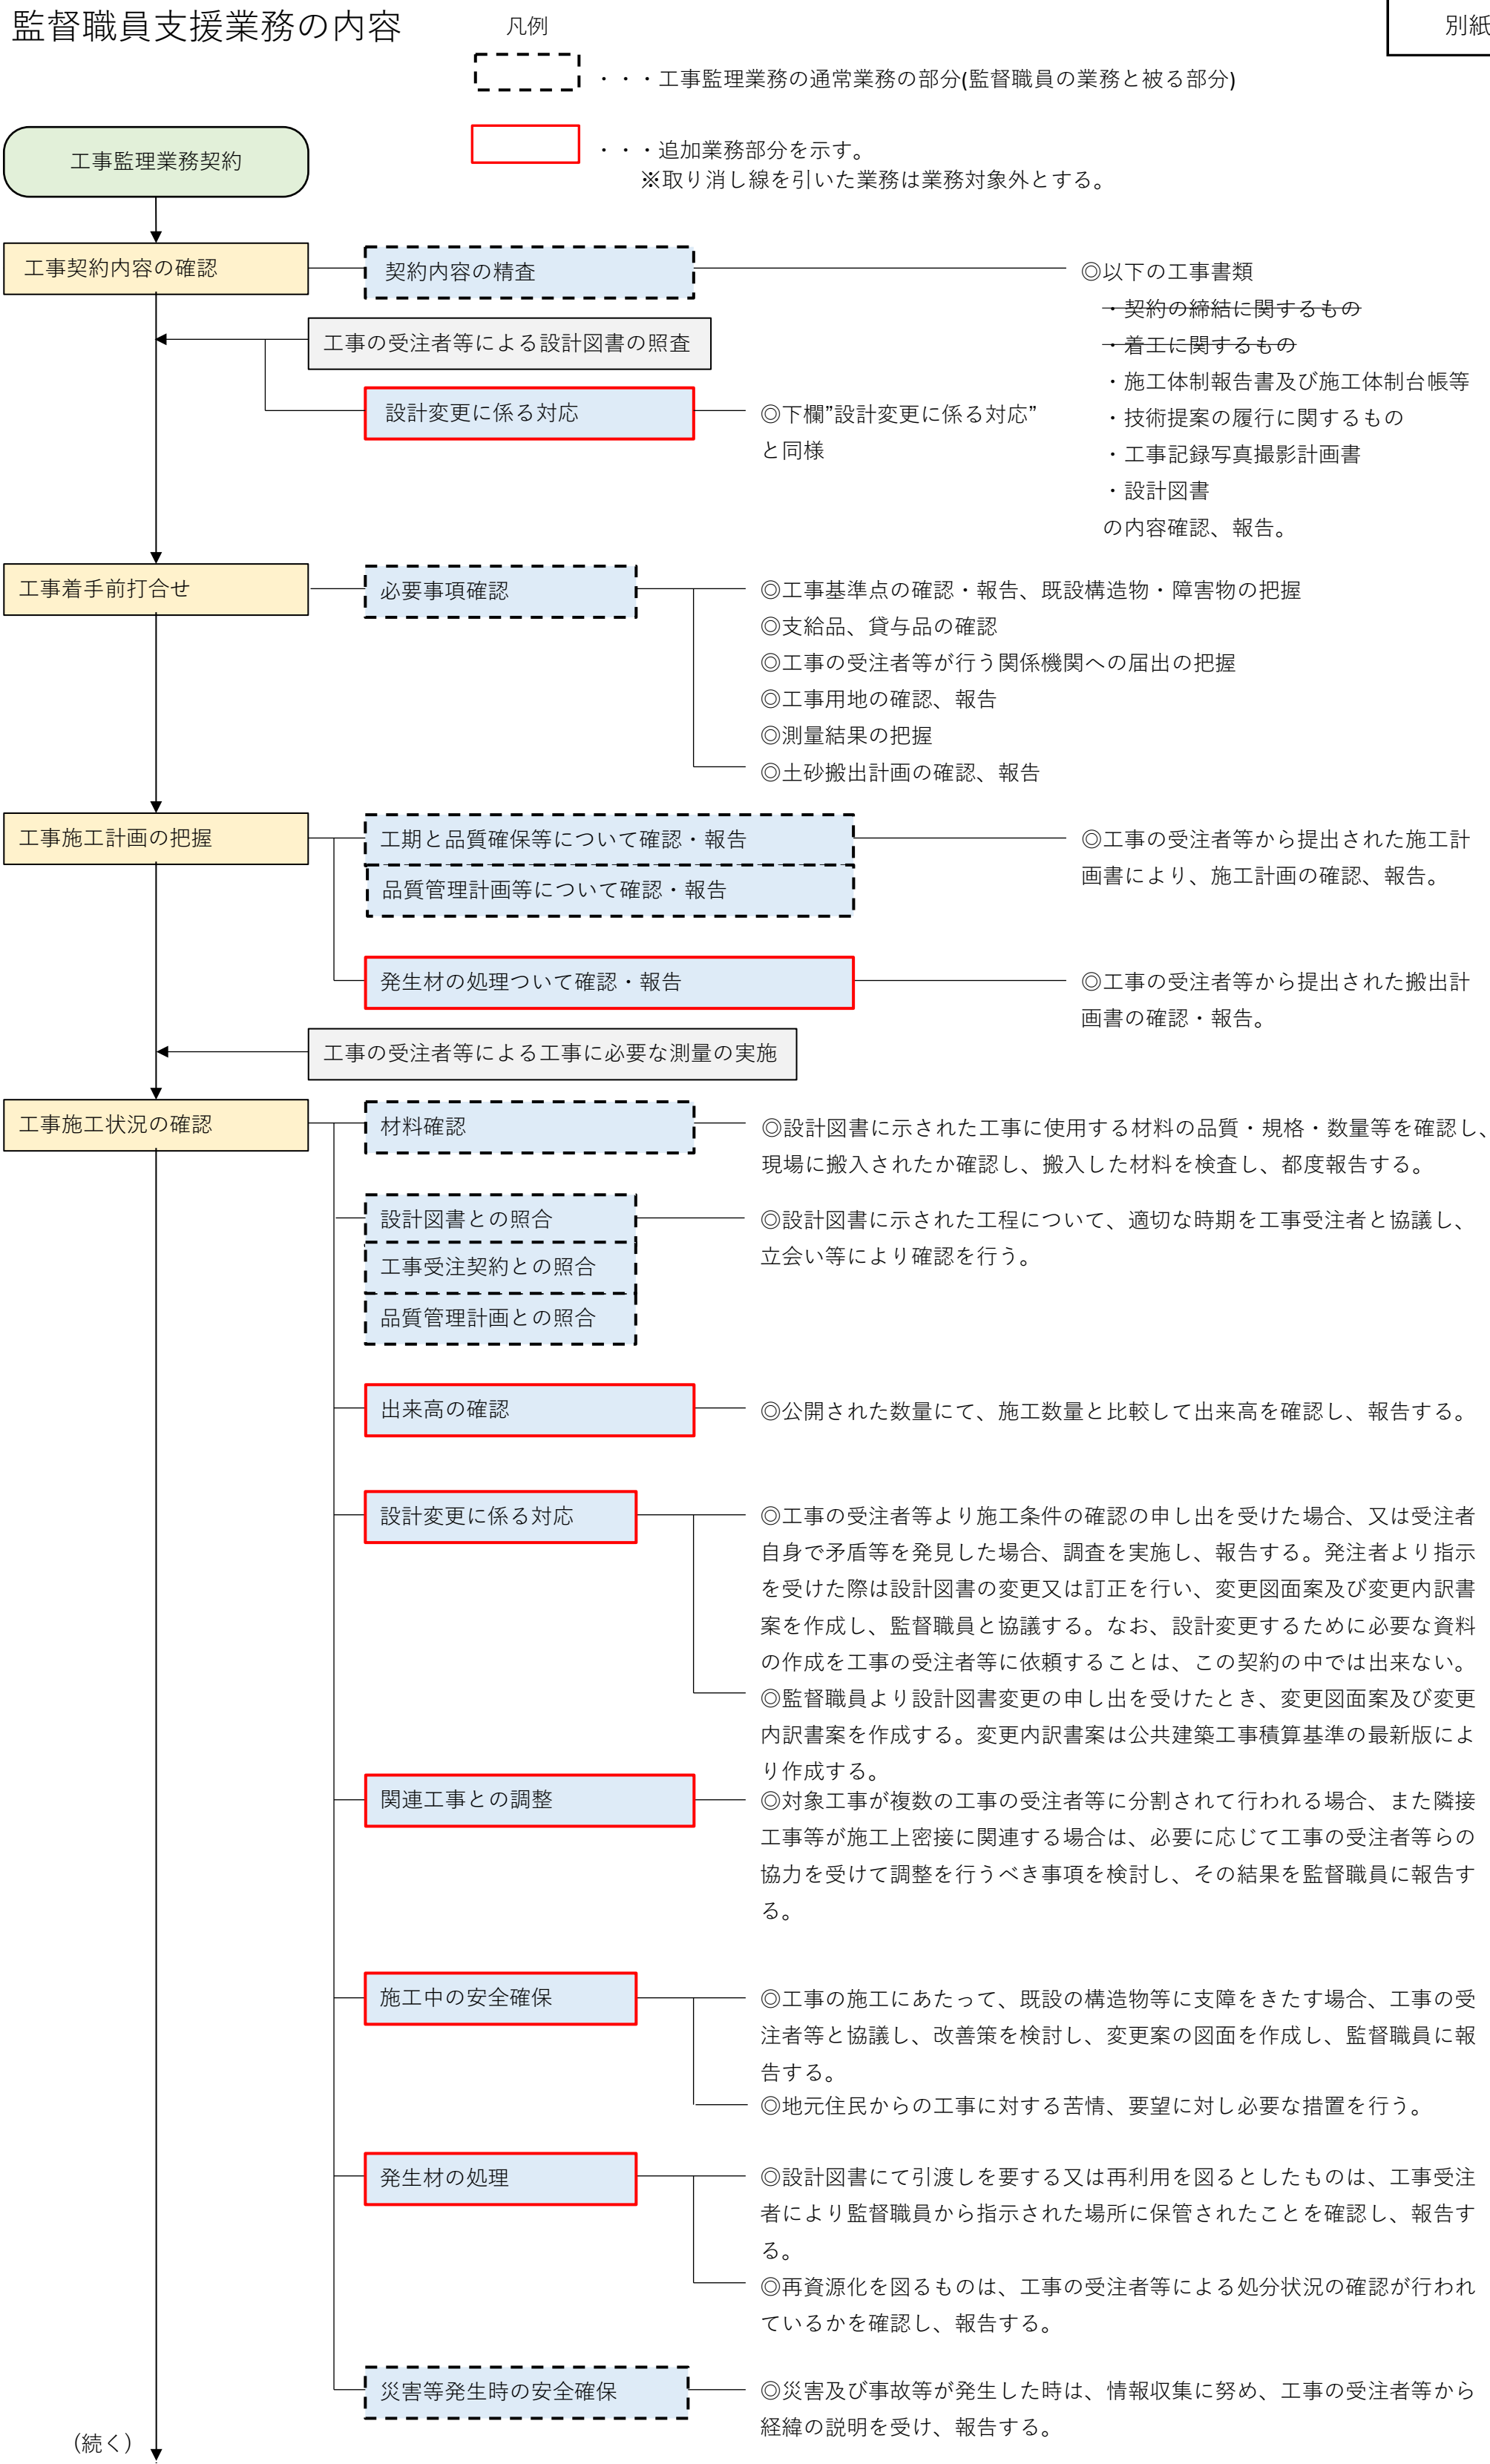 監督職員支援業務の内容
凡例
別紙
・・・工事監理業務の通常業務の部分(監督職員の業務と被る部分)
工事監理業務契約
・・・追加業務部分を示す。
※取り消し線を引いた業務は業務対象外とする。
工事契約内容の確認
契約内容の精査
◎以下の工事書類
・契約の締結に関するもの
・着工に関するもの
・施工体制報告書及び施工体制台帳等
・技術提案の履行に関するもの
・工事記録写真撮影計画書
・設計図書
の内容確認、報告。
工事の受注者等による設計図書の照査
設計変更に係る対応
◎下欄”設計変更に係る対応”
と同様
工事着手前打合せ
必要事項確認
◎工事基準点の確認・報告、既設構造物・障害物の把握
◎支給品、貸与品の確認
◎工事の受注者等が行う関係機関への届出の把握
◎工事用地の確認、報告
◎測量結果の把握
◎土砂搬出計画の確認、報告
工事施工計画の把握
工期と品質確保等について確認・報告
品質管理計画等について確認・報告
◎工事の受注者等から提出された施工計
画書により、施工計画の確認、報告。
発生材の処理ついて確認・報告
◎工事の受注者等から提出された搬出計
画書の確認・報告。
工事の受注者等による工事に必要な測量の実施
工事施工状況の確認
材料確認
◎設計図書に示された工事に使用する材料の品質・規格・数量等を確認し、
現場に搬入されたか確認し、搬入した材料を検査し、都度報告する。
設計図書との照合
工事受注契約との照合
品質管理計画との照合
◎設計図書に示された工程について、適切な時期を工事受注者と協議し、
立会い等により確認を行う。
出来高の確認
◎公開された数量にて、施工数量と比較して出来高を確認し、報告する。
設計変更に係る対応
◎工事の受注者等より施工条件の確認の申し出を受けた場合、又は受注者
自身で矛盾等を発見した場合、調査を実施し、報告する。発注者より指示
を受けた際は設計図書の変更又は訂正を行い、変更図面案及び変更内訳書
案を作成し、監督職員と協議する。なお、設計変更するために必要な資料
の作成を工事の受注者等に依頼することは、この契約の中では出来ない。
◎監督職員より設計図書変更の申し出を受けたとき、変更図面案及び変更
内訳書案を作成する。変更内訳書案は公共建築工事積算基準の最新版によ
り作成する。
関連工事との調整
◎対象工事が複数の工事の受注者等に分割されて行われる場合、また隣接
工事等が施工上密接に関連する場合は、必要に応じて工事の受注者等らの
協力を受けて調整を行うべき事項を検討し、その結果を監督職員に報告す
る。
施工中の安全確保
◎工事の施工にあたって、既設の構造物等に支障をきたす場合、工事の受
注者等と協議し、改善策を検討し、変更案の図面を作成し、監督職員に報
告する。
◎地元住民からの工事に対する苦情、要望に対し必要な措置を行う。
発生材の処理
◎設計図書にて引渡しを要する又は再利用を図るとしたものは、工事受注
者により監督職員から指示された場所に保管されたことを確認し、報告す
る。
◎再資源化を図るものは、工事の受注者等による処分状況の確認が行われ
ているかを確認し、報告する。
災害等発生時の安全確保
◎災害及び事故等が発生した時は、情報収集に努め、工事の受注者等から
経緯の説明を受け、報告する。
（続く）